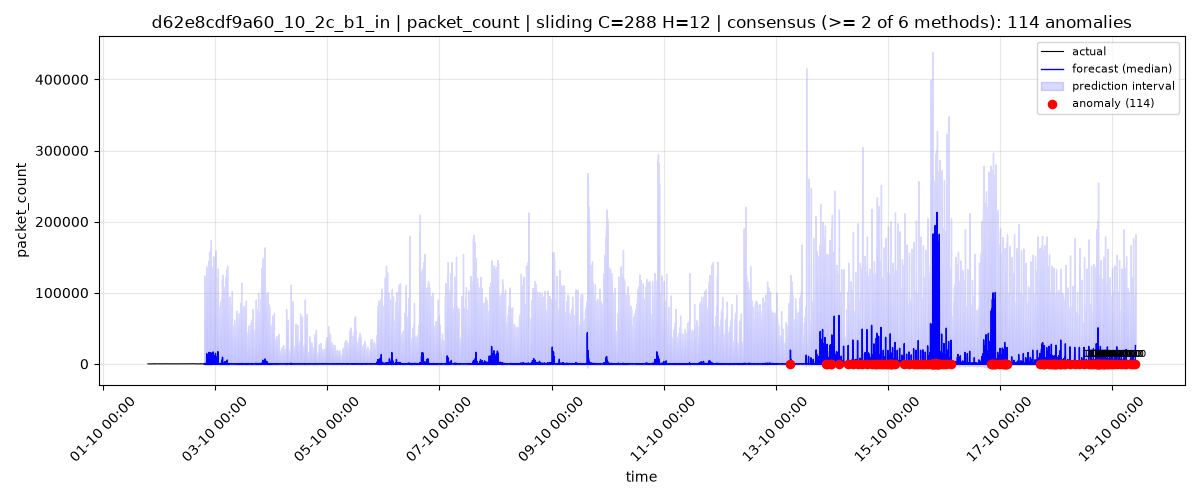 d62e8cdf9a60_10_2c_b1_in | packet_count | sliding C=288 H=12 | consensus (>= 2 of 6 methods): 114 anomalies
actual
forecast (median)
prediction interval
anomaly (114)
400000
300000
200000
100000
0
packet_count
01-10 00:00
03-10 00:00
05-10 00:00
07-10 00:00
09-10 00:00
11-10 00:00
13-10 00:00
15-10 00:00
17-10 00:00
19-10 00:00
time